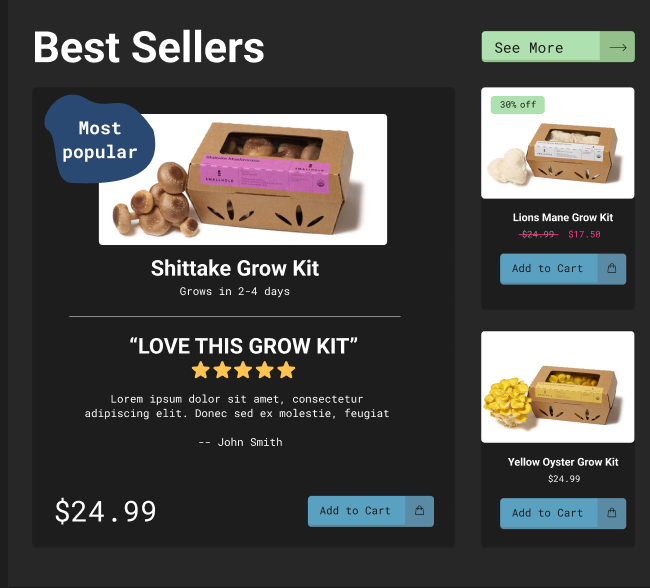 Best Sellers
See More
Most
popular
Shittake Grow Kit
Grows in 2-4 days
“LOVE THIS GROW KIT”
Lorem ipsum dolor sit amet, consectetur
adipiscing elit. Donec sed ex molestie, feugiat
-- John Smith
$24.99
Add to Cart
30% off
Lions Mane Grow Kit
$24.99 $17.50
Add to Cart
Yellow Oyster Grow Kit
$24.99
Add to Cart